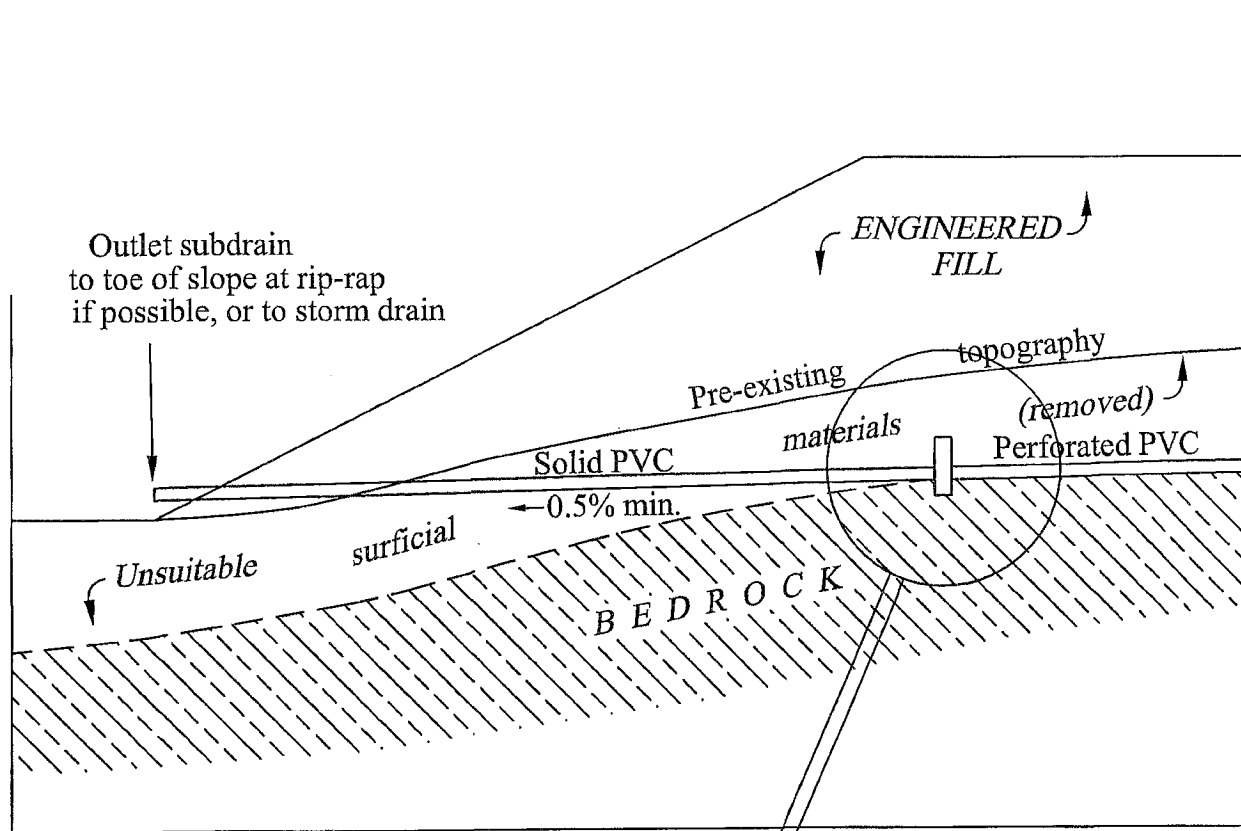 Outlet subdrain
to toe of slope at rip-rap
if possible, or to storm drain
ENGINEERED
FILL
Pre-existing topography
(removed)
Unsuitable surficial materials
Solid PVC
Perforated PVC
0.5% min.
BEDROCK